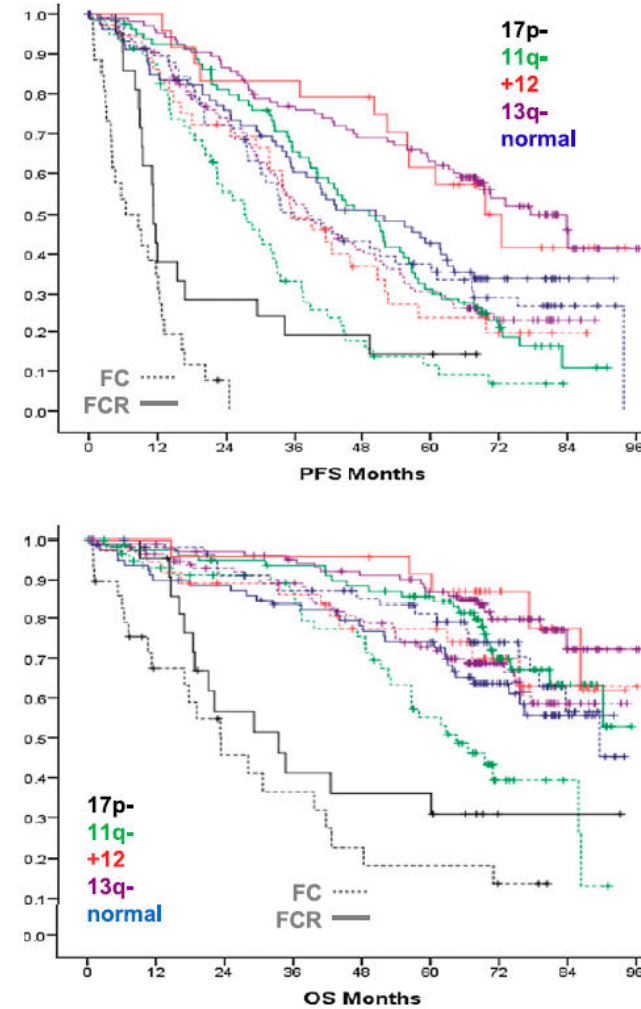 1.0
0.9
0.8
0.7
0.6
0.5
0.4
0.3
0.2
0.1
0.0
17p-
11q-
+12
13q-
normal
FC
FCR
0 12 24 36 48 60 72 84 96
PFS Months
1.0
0.9
0.8
0.7
0.6
0.5
0.4
0.3
0.2
0.1
0.0
17p-
11q-
+12
13q-
normal
FC
FCR
0 12 24 36 48 60 72 84 96
OS Months